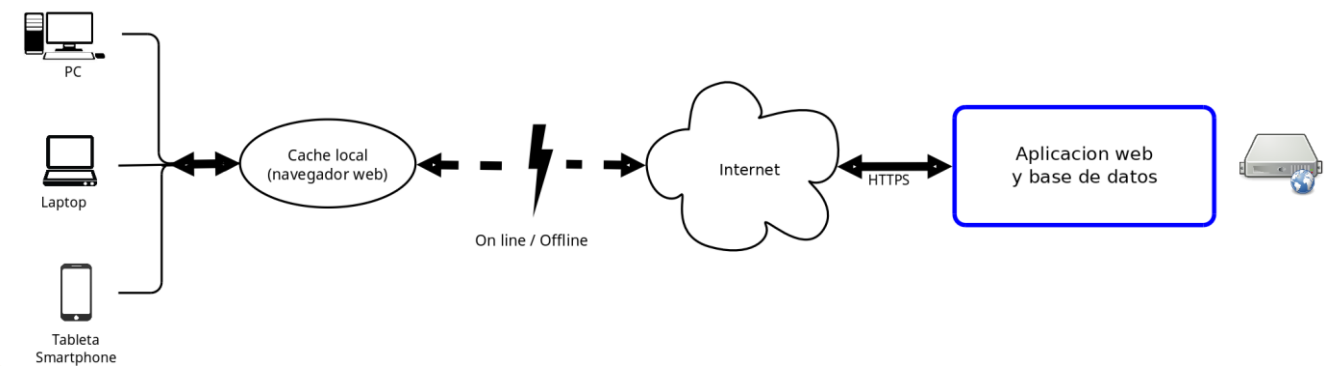 PC
Laptop
Tableta
Smartphone
Cache local
(navegador web)
On line / Offline
Internet
HTTPS
Aplicacion web
y base de datos